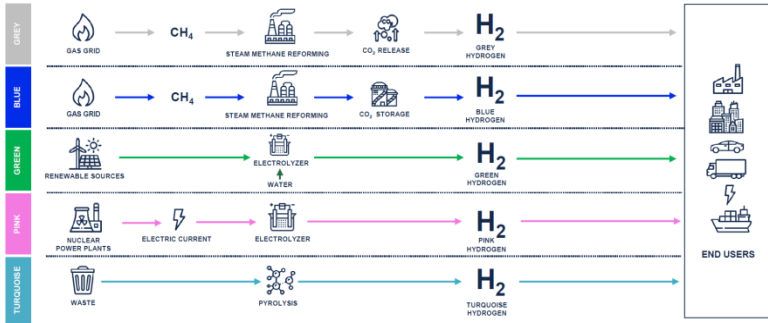 GREY
GAS GRID
CH4
STEAM METHANE REFORMING
CO2 RELEASE
H2
GREY
HYDROGEN
BLUE
GAS GRID
CH4
STEAM METHANE REFORMING
CO2 STORAGE
H2
BLUE
HYDROGEN
GREEN
RENEWABLE SOURCES
ELECTROLYZER
WATER
H2
GREEN
HYDROGEN
PINK
NUCLEAR
POWER PLANTS
ELECTRIC CURRENT
ELECTROLYZER
H2
PINK
HYDROGEN
TURQUOISE
WASTE
PYROLYSIS
H2
TURQUOISE
HYDROGEN
END USERS